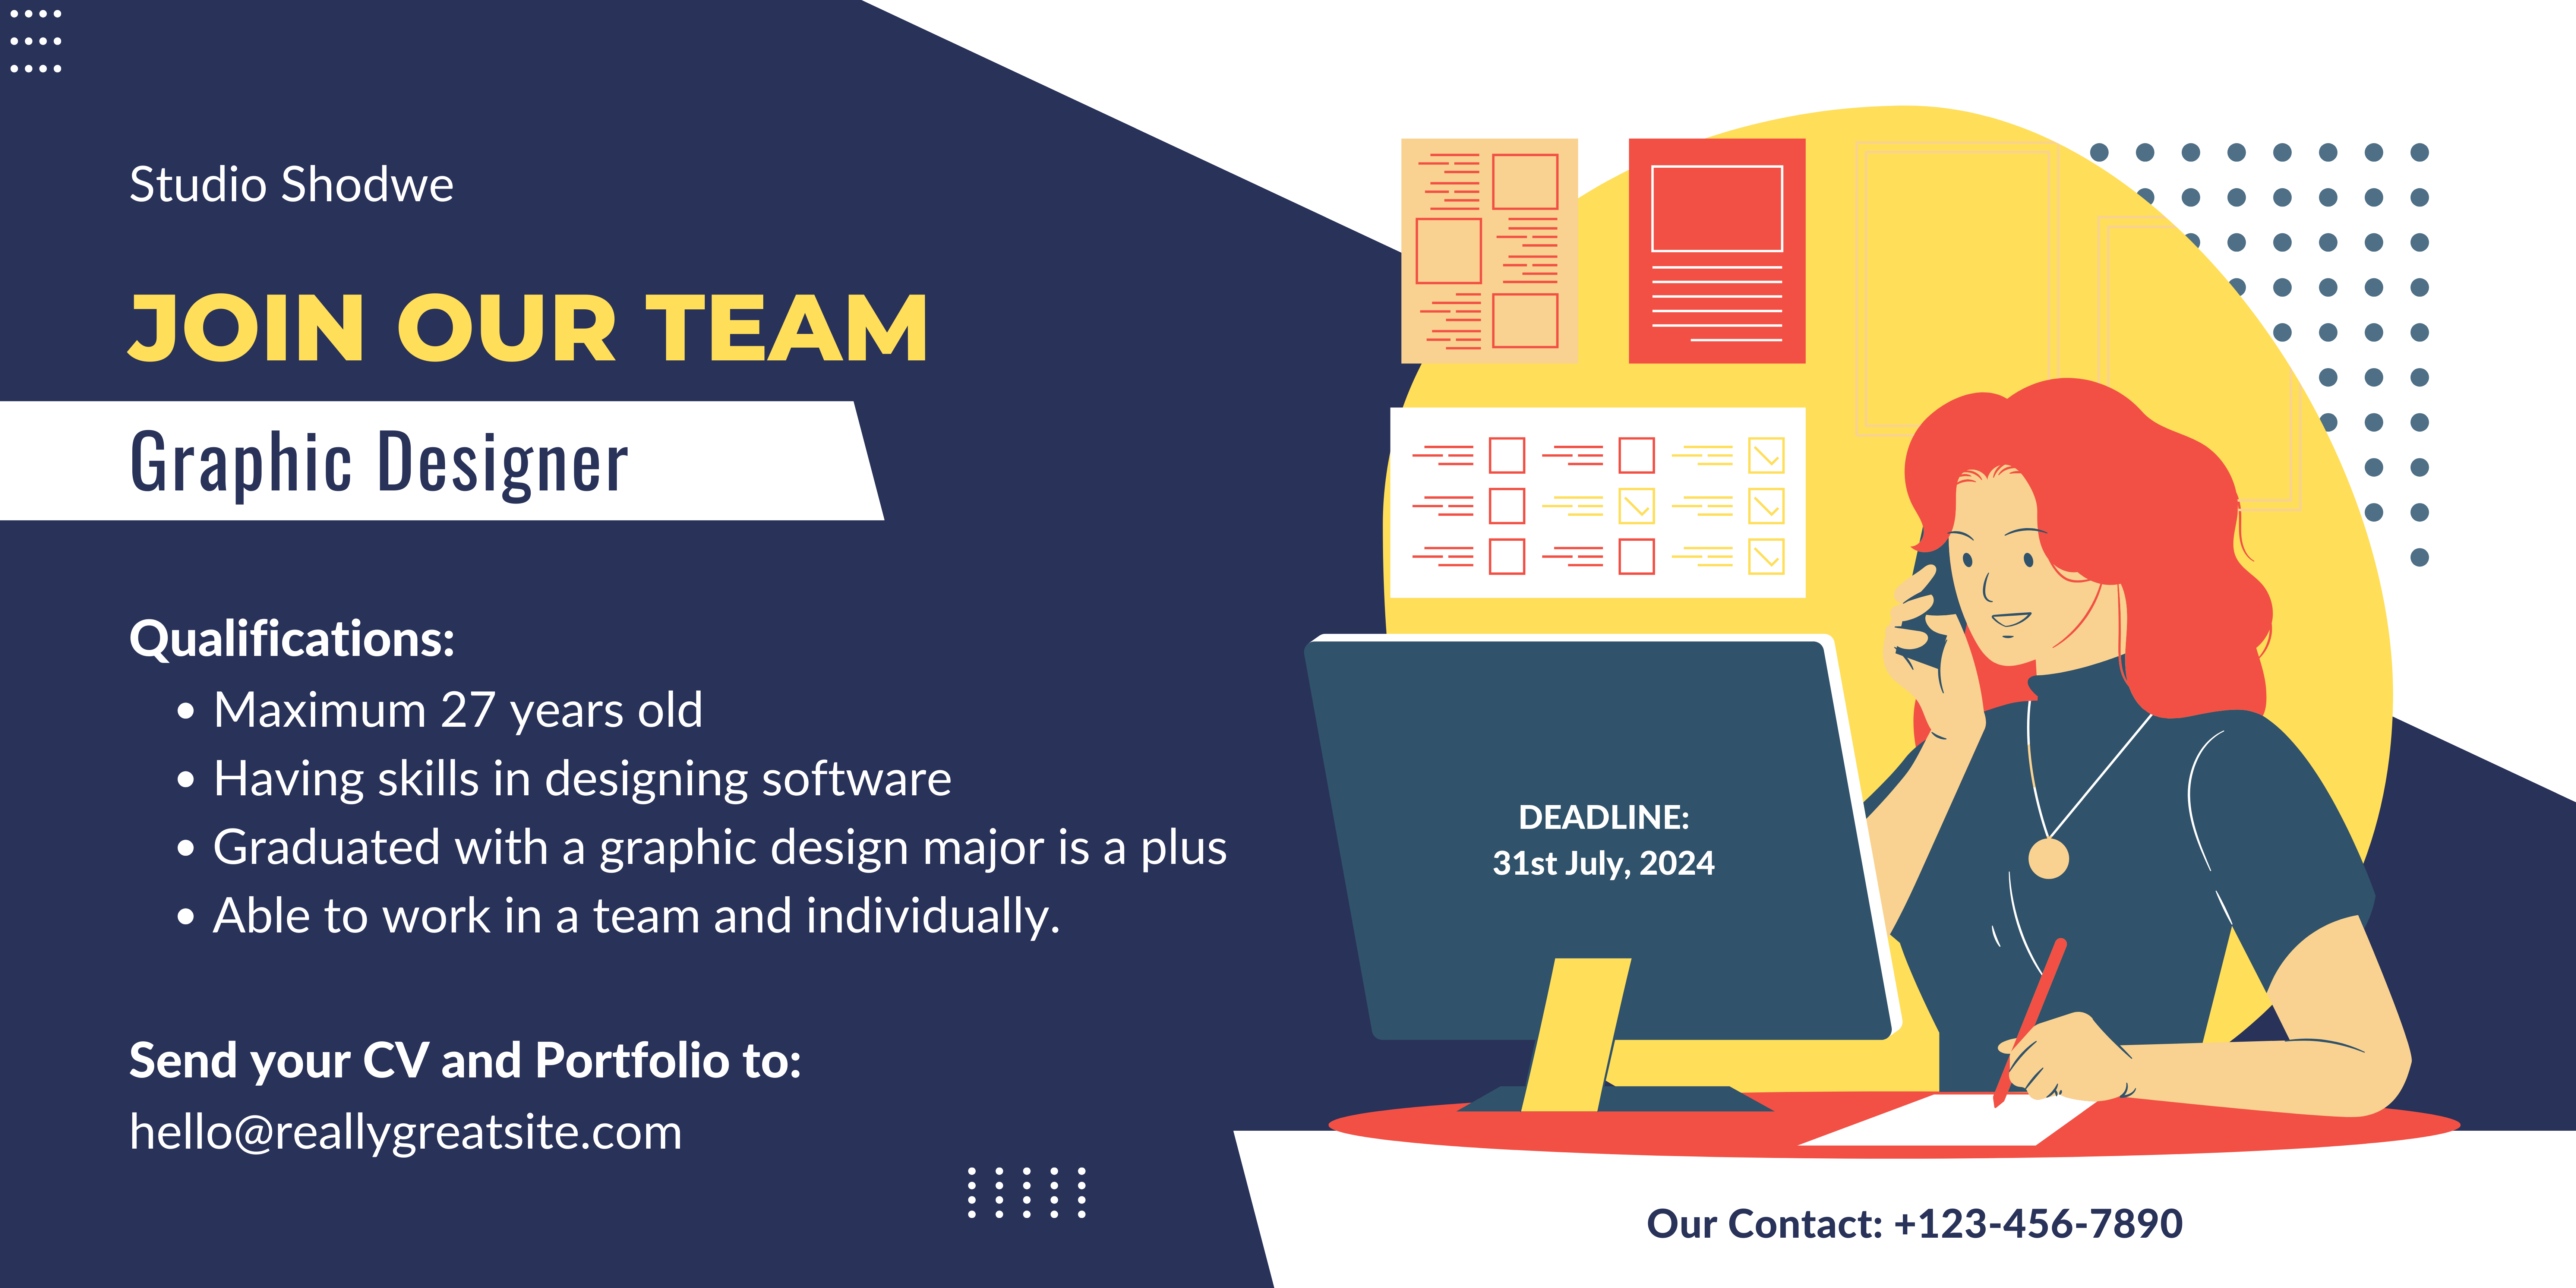 Studio Shodwe
JOIN OUR TEAM
Graphic Designer
Qualifications:
• Maximum 27 years old
• Having skills in designing software
• Graduated with a graphic design major is a plus
• Able to work in a team and individually.
Send your CV and Portfolio to:
hello@reallygreatsite.com
DEADLINE:
31st July, 2024
Our Contact: +123-456-7890